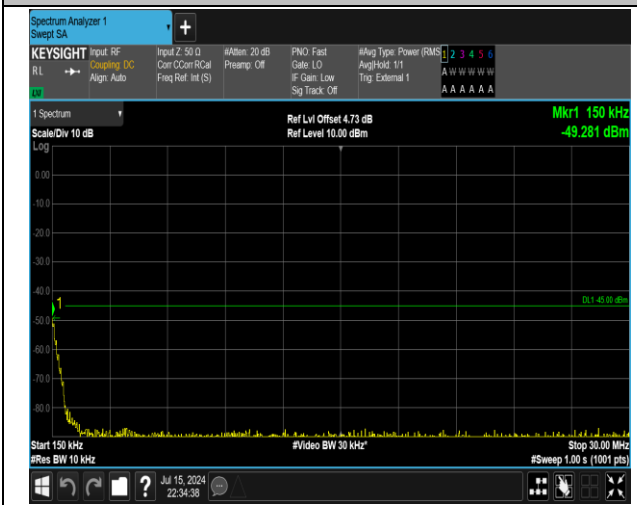 Spectrum Analyzer 1
Swept SA
+
KEYSIGHT
RL
Input: RF
Coupling: DC
Align: Auto
Input Z: 50 Ω
Corr CCorr RCal
Freq Ref: Int (S)
#Atten: 20 dB
Preamp: Off
PNO: Fast
Gate: LO
IF Gain: Low
Sig Track: Off
#Avg Type: Power (RMS
Avg|Hold: 1/1
Trig: External 1
1 2 3 4 5 6
A W W W W W
A A A A A A
1 Spectrum
Scale/Div 10 dB
Log
Ref Lvl Offset 4.73 dB
Ref Level 10.00 dBm
Mkr1 150 kHz
-49.281 dBm
0.00
-10.0
-20.0
-30.0
-40.0
1
DL1 -45.00 dBm
-50.0
-60.0
-70.0
-80.0
Start 150 kHz
#Res BW 10 kHz
#Video BW 30 kHz*
Stop 30.00 MHz
#Sweep 1.00 s (1001 pts)
?
Jul 15, 2024
22:34:38